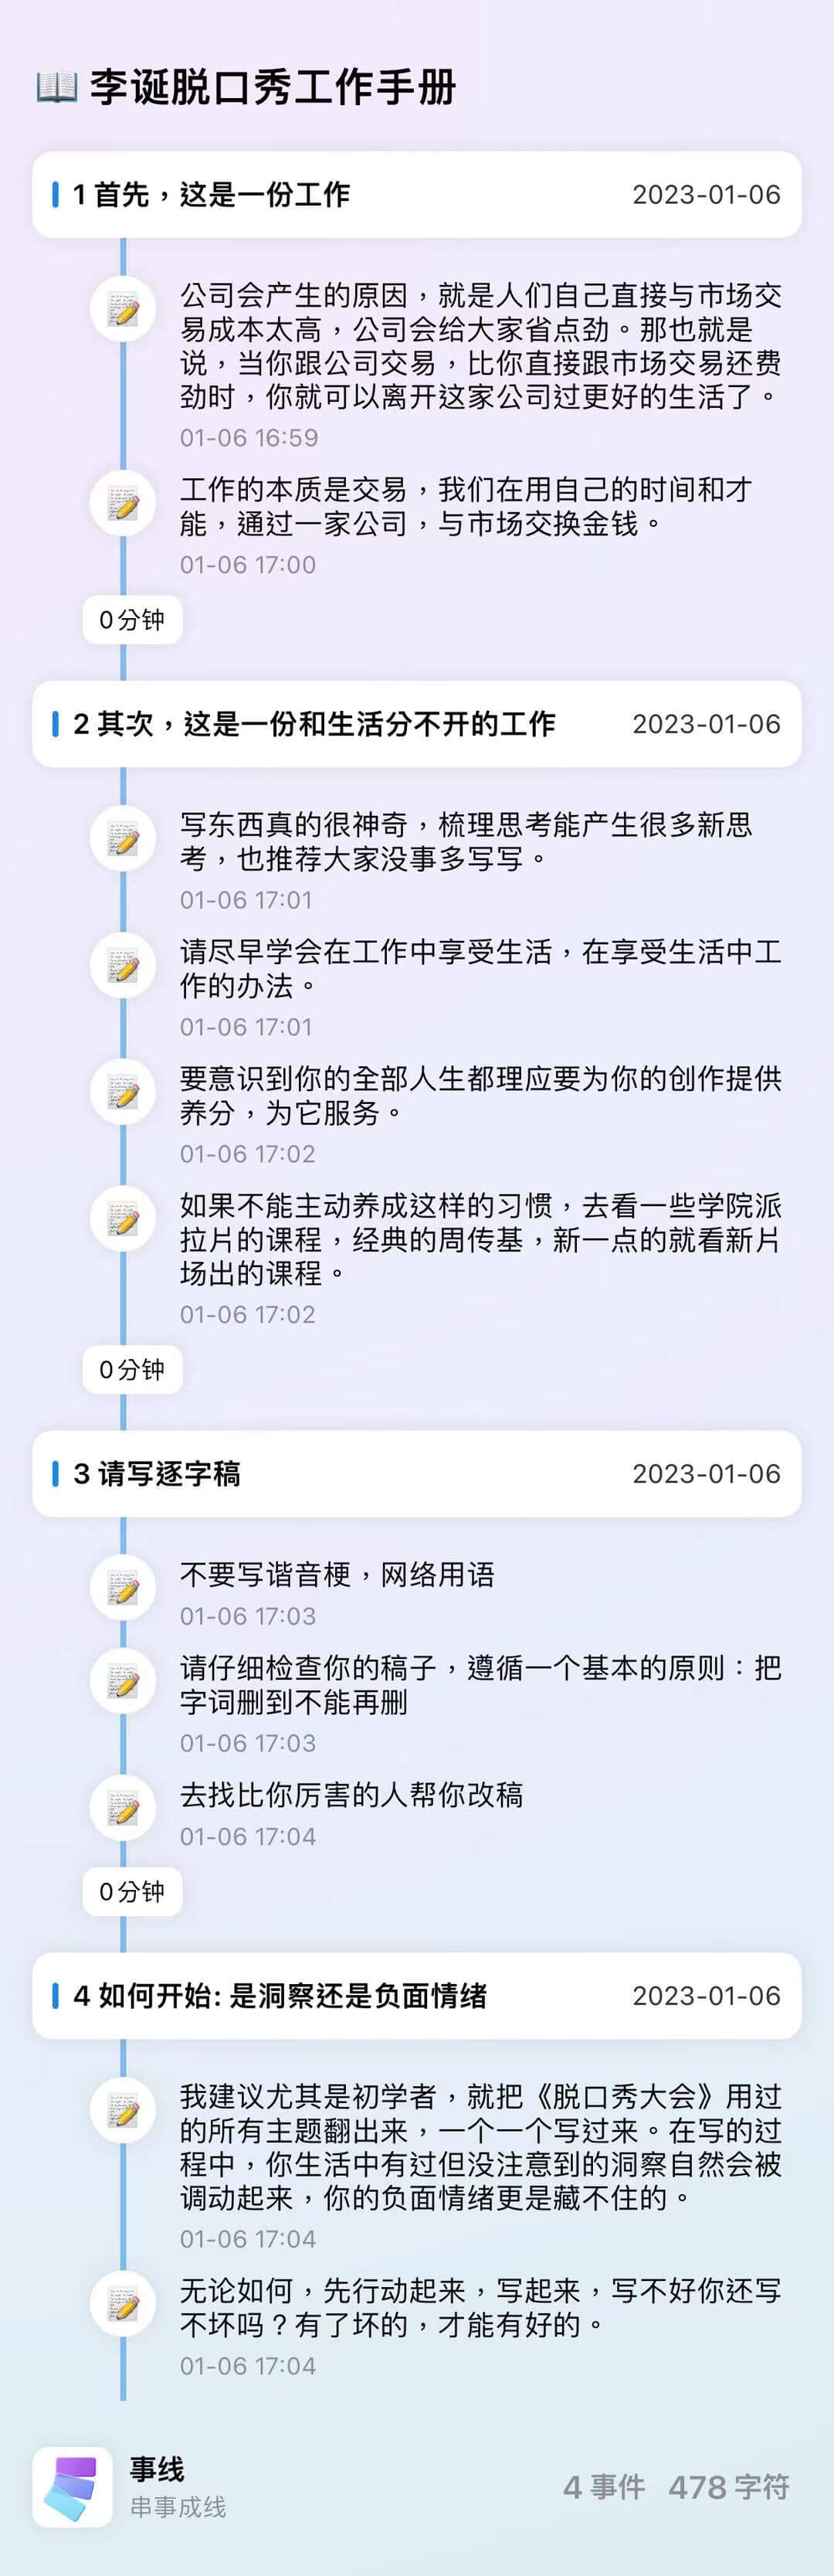 李诞脱口秀工作手册
1 首先，这是一份工作 2023-01-06
公司会产生的原因，就是人们自己直接与市场交
易成本太高，公司会给大家省点劲。那也就是
说，当你跟公司交易，比你直接跟市场交易还费
劲时，你就可以离开这家公司过更好的生活了。
01-06 16:59
工作的本质是交易，我们在用自己的时间和才
能，通过一家公司，与市场交换金钱。
01-06 17:00
0 分钟
2 其次，这是一份和生活分不开的工作 2023-01-06
写东西真的很神奇，梳理思考能产生很多新思
考，也推荐大家没事多写写。
01-06 17:01
请尽早学会在工作中享受生活，在享受生活中工
作的办法。
01-06 17:01
要意识到你的全部人生都理应要为你的创作提供
养分，为它服务。
01-06 17:02
如果不能主动养成这样的习惯，去看一些学院派
拉片的课程，经典的周传基，新一点的就看新片
场出的课程。
01-06 17:02
0 分钟
3 请写逐字稿 2023-01-06
不要写谐音梗，网络用语
01-06 17:03
请仔细检查你的稿子，遵循一个基本的原则：把
字词删到不能再删
01-06 17:03
去找比你厉害的人帮你改稿
01-06 17:04
0 分钟
4 如何开始: 是洞察还是负面情绪 2023-01-06
我建议尤其是初学者，就把《脱口秀大会》用过
的所有主题翻出来，一个一个写过来。在写的过
程中，你生活中有过但没注意到的洞察自然会被
调动起来，你的负面情绪更是藏不住的。
01-06 17:04
无论如何，先行动起来，写起来，写不好你还写
不坏吗？有了坏的，才能有好的。
01-06 17:04
事线
串事成线
4 事件 478 字符